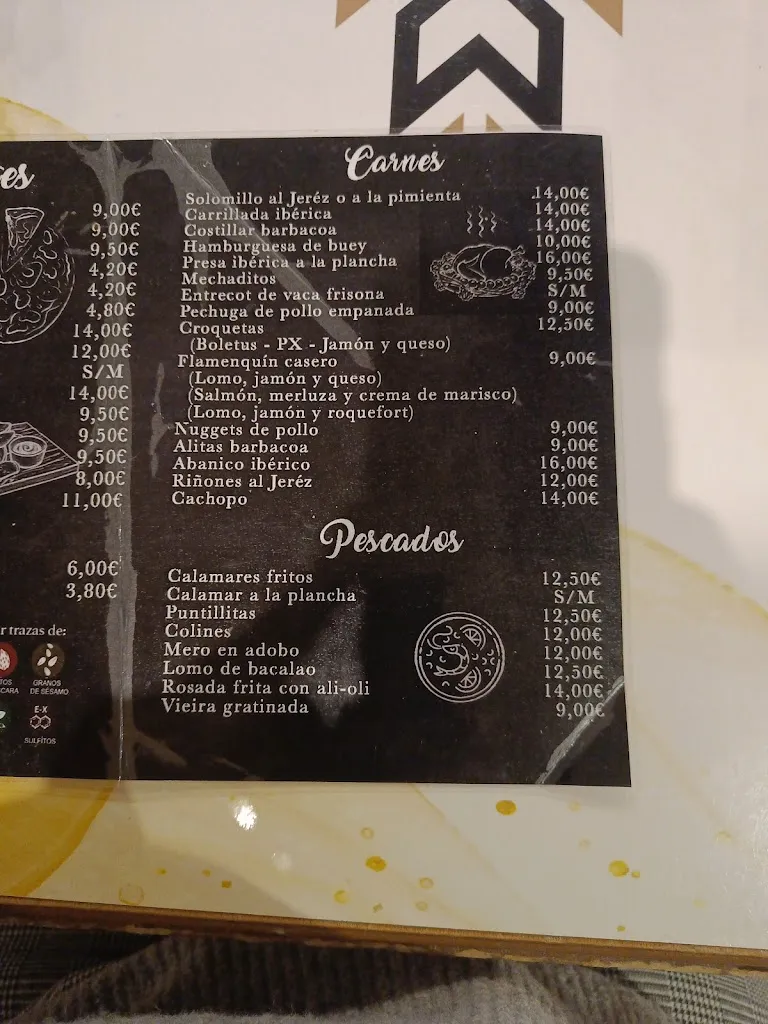 es
9,00€
9,00€
9,50€
4,20€
4,20€
4,80€
14,00€
12,00€
S/M
14,00€
9,50€
9,50€
9,50€
8,00€
11,00€
6,00€
3,80€
r trazas de:
TOS
CARA
GRANOS
DE SÉSAMO
E-X
SULFITOS
Carnes
Solomillo al Jeréz o a la pimienta 14,00€
Carrillada ibérica 14,00€
Costillar barbacoa 14,00€
Hamburguesa de buey 10,00€
Presa ibérica a la plancha 16,00€
Mechaditos 9,50€
Entrecot de vaca frisona S/M
Pechuga de pollo empanada 9,00€
Croquetas 12,50€
(Boletus - PX - Jamón y queso)
Flamenquín casero 9,00€
(Lomo, jamón y queso)
(Salmón, merluza y crema de marisco)
(Lomo, jamón y roquefort)
Nuggets de pollo 9,00€
Alitas barbacoa 9,00€
Abanico ibérico 16,00€
Riñones al Jeréz 12,00€
Cachopo 14,00€
Pescados
Calamares fritos 12,50€
Calamar a la plancha S/M
Puntillitas 12,50€
Colines 12,00€
Mero en adobo 12,00€
Lomo de bacalao 12,50€
Rosada frita con ali-oli 14,00€
Vieira gratinada 9,00€